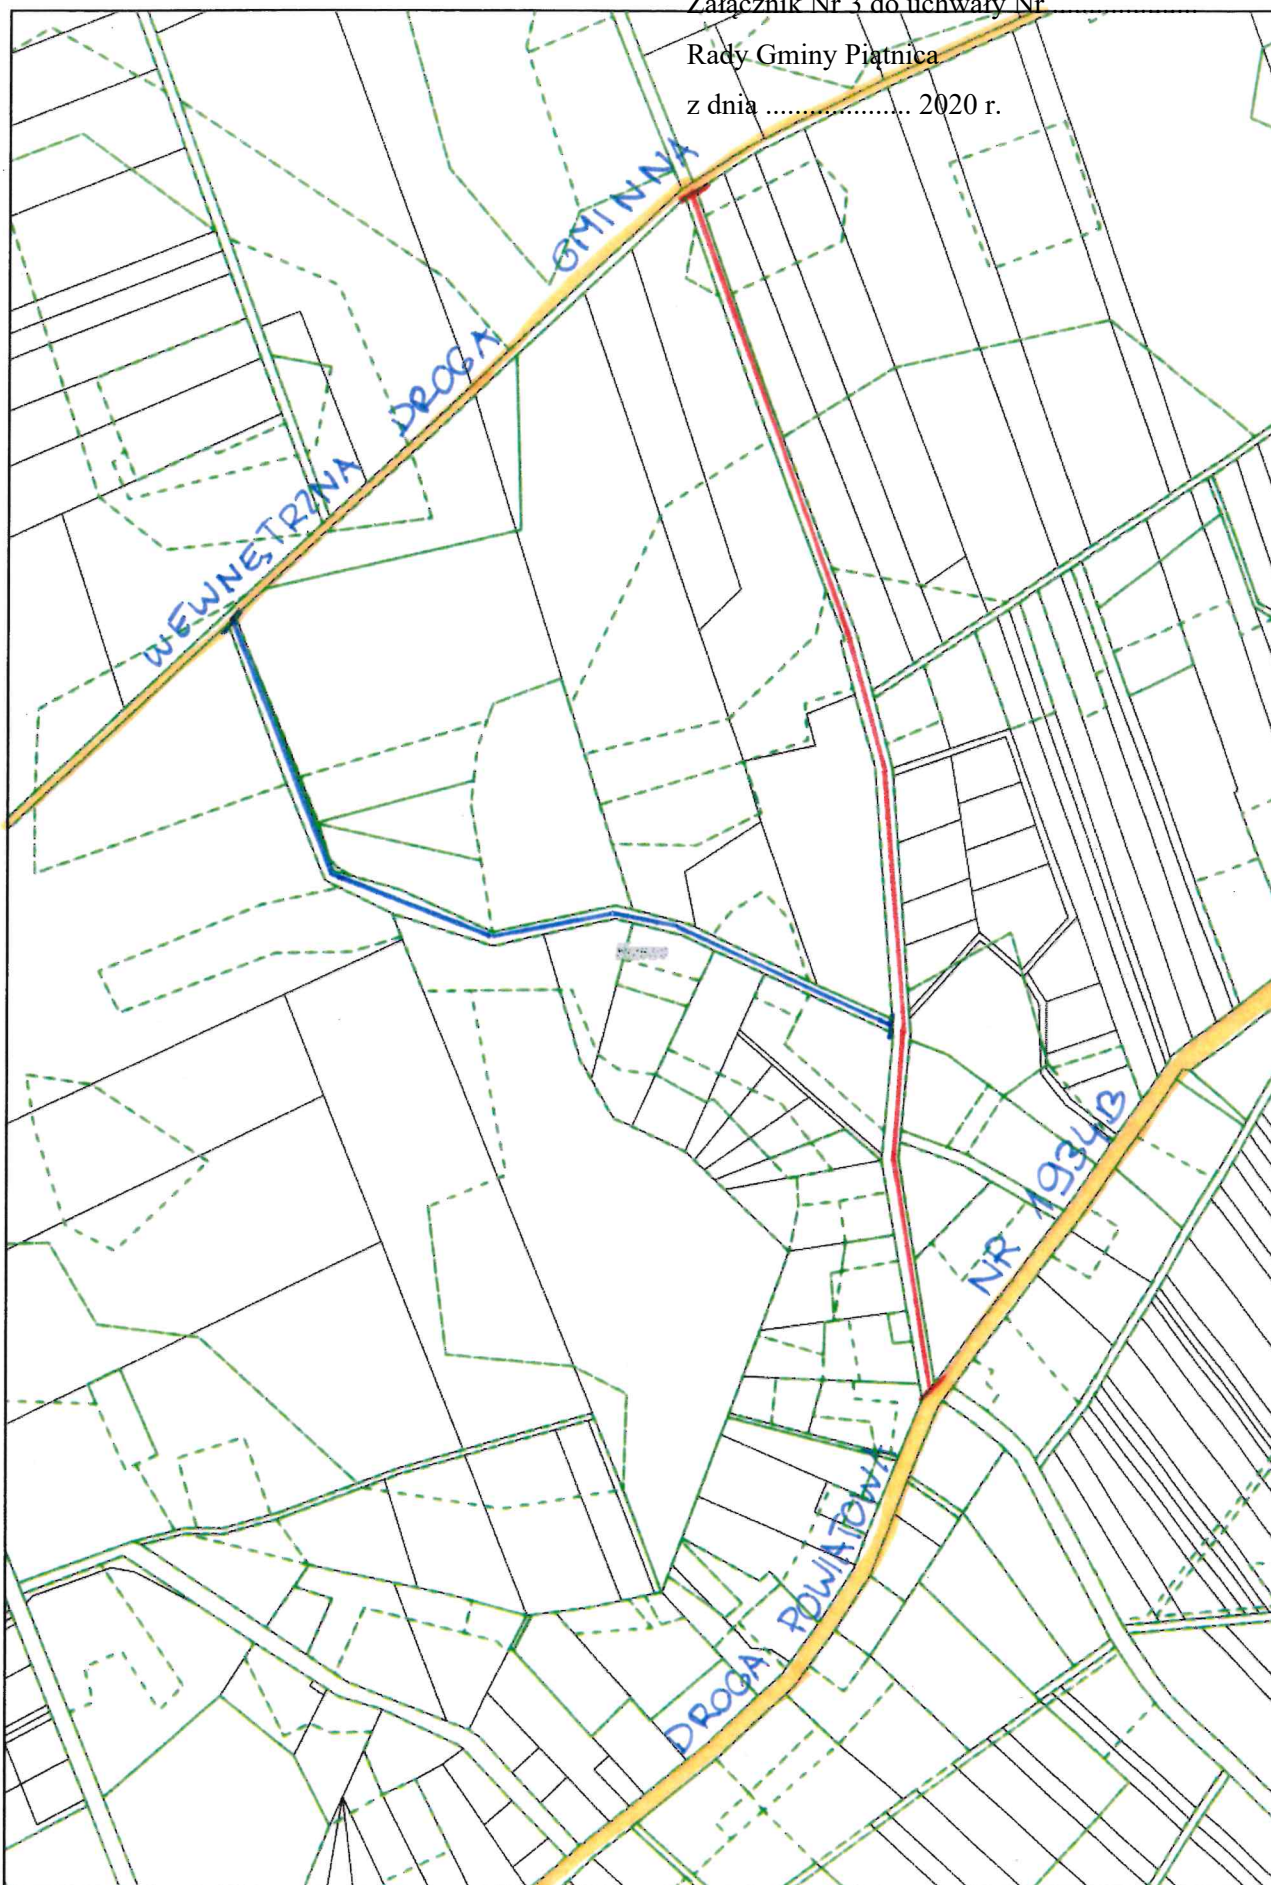 Załącznik Nr 3 do uchwały Nr ....................
Rady Gminy Piątnica
z dnia .................... 2020 r.
WEWNĘTRZNA DROGA GMINNA
DROGA POWIATOWA NR 1934B